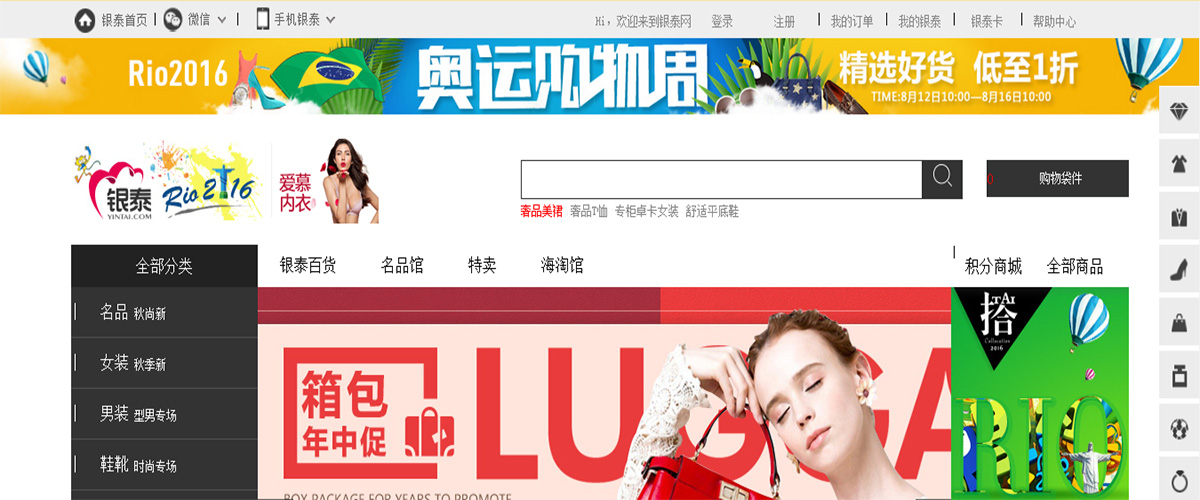 银泰首页 微信 手机银泰 Hi，欢迎来到银泰网 登录 注册 我的订单 我的银泰 银泰卡 帮助中心
Rio2016 奥运购物周 精选好货 低至1折
TIME:8月12日10:00—8月16日10:00
银泰 YINTAI.COM Rio 2016 爱慕内衣
0 购物袋件
奢品美裙 奢品T恤 专柜卓卡女装 舒适平底鞋
全部分类 银泰百货 名品馆 特卖 海淘馆 积分商城 全部商品
名品 秋尚新
女装 秋季新
男装 型男专场
鞋靴 时尚专场
箱包
年中促
LUGGA
BOX PACKAGE FOR YEARS TO PROMOTE
拾
Collection
2016
RIO